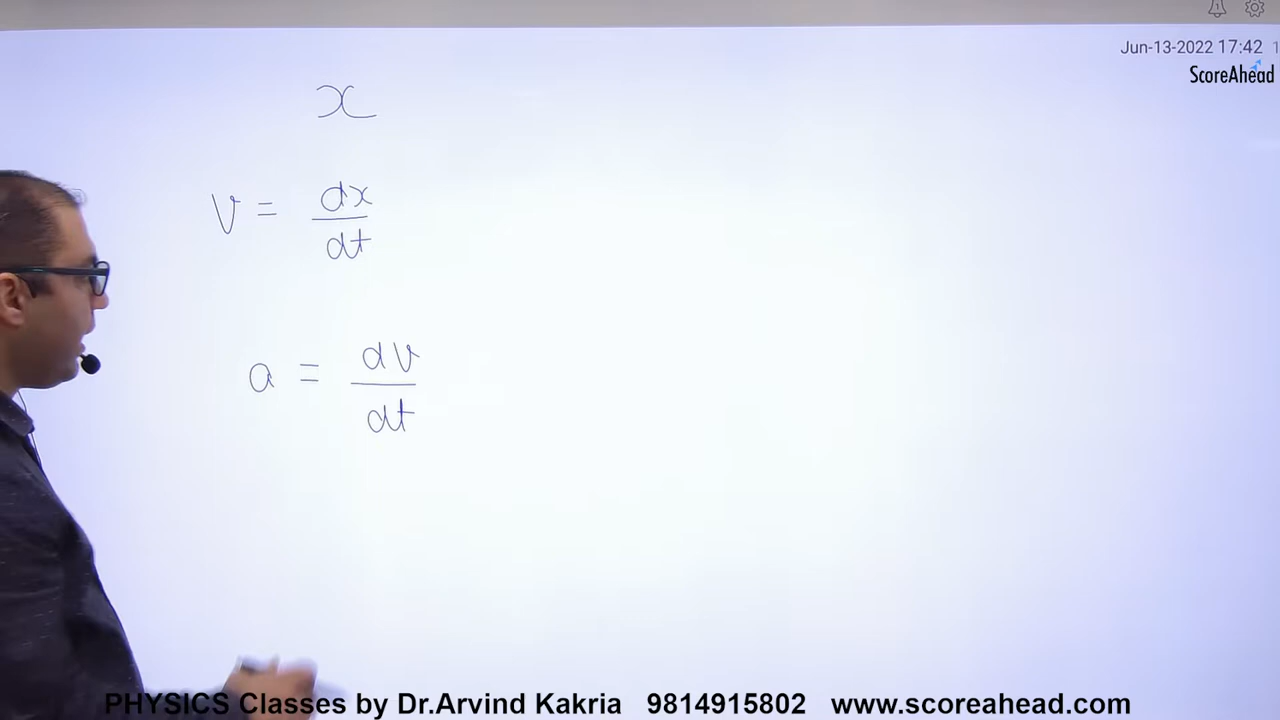 Jun-13-2022 17:42 1
ScoreAhead
x
v = dx/dt
a = dv/dt
PHYSICS Classes by Dr.Arvind Kakria 9814915802 www.scoreahead.com